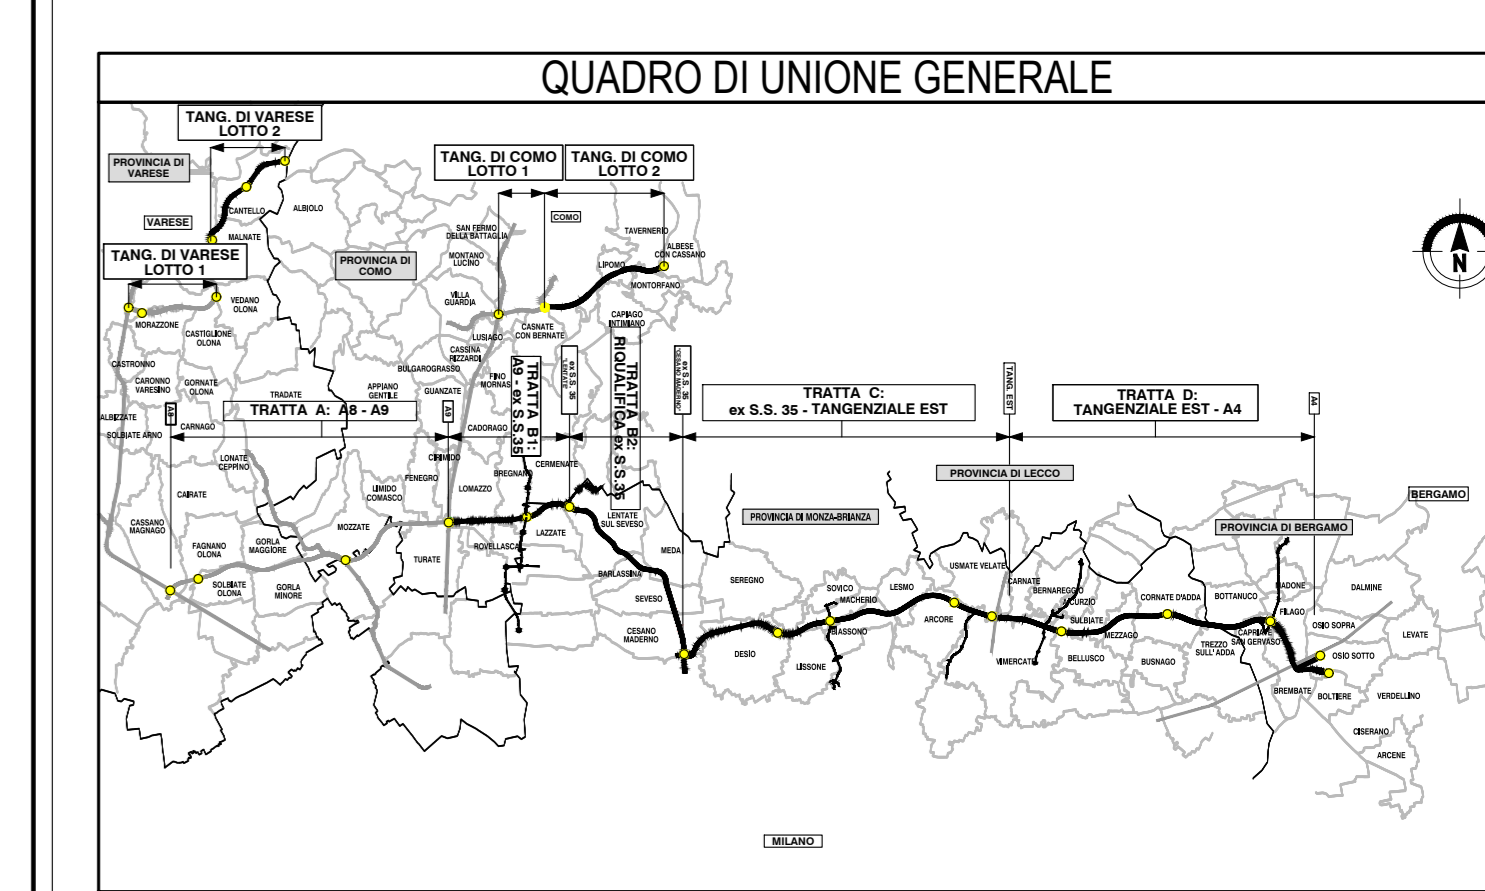 QUADRO DI UNIONE GENERALE
TANG. DI VARESE
LOTTO 2
PROVINCIA DI
VARESE
VARESE
CANTELLO
ALBIOLO
MALNATE
TANG. DI VARESE
LOTTO 1
PROVINCIA DI
COMO
TANG. DI COMO
LOTTO 1
TANG. DI COMO
LOTTO 2
COMO
SAN FERMO
DELLA BATTAGLIA
MONTANO
LUCINO
TAVERNERIO
ALBESE
CON CASSANO
LIPOMO
MONTORFANO
VILLA
GUARDIA
CAPIAGO
INTIMIANO
LUSIAGO
CASNATE
CON BERNATE
VEDANO
OLONA
MORAZZONE
CASTIGLIONE
OLONA
CASTRONNO
CARONNO
VARESINO
GORNATE
OLONA
TRADATE
APPIANO
GENTILE
BULGAROGRASSO
CASSINA
RIZZARDI
GUANZATE
FINO
MORNAS
ALBIZZATE
SOLBIATE ARNO
CARNAGO
A8
TRATTA A: A8 - A9
A9
CADORAGO
TRATTA B1:
A9 - ex S.S.35
ex S.S. 35
"LENTATE"
TRATTA B2:
RIQUALIFICA ex S.S.35
ex S.S. 35
"CESANO MADERNO"
TRATTA C:
ex S.S. 35 - TANGENZIALE EST
TANG. EST
TRATTA D:
TANGENZIALE EST - A4
A4
N
LONATE
CEPPINO
CAIRATE
CASSANO
MAGNAGO
FAGNANO
OLONA
SOLBIATE
OLONA
GORLA
MAGGIORE
GORLA
MINORE
MOZZATE
LIMIDO
COMASCO
FENEGRO
CIRIMIDO
LOMAZZO
BREGNANO
CERMENATE
TURATE
ROVELLASCA
LAZZATE
LENTATE
SUL SEVESO
MEDA
BARLASSINA
SEVESO
CESANO
MADERNO
PROVINCIA DI MONZA-BRIANZA
PROVINCIA DI LECCO
PROVINCIA DI BERGAMO
BERGAMO
SEREGNO
DESIO
LISSONE
SOVICO
MACHERIO
BIASSONO
LESMO
ARCORE
USMATE VELATE
CARNATE
BERNAREGGIO
SULBIATE
MEZZAGO
VIMERCATE
BELLUSCO
BUSNAGO
CORNATE D'ADDA
BOTTANUCO
TREZZO
SULL' ADDA
CAPRIATE
SAN GERVASO
MADONE
FILAGO
DALMINE
OSIO SOPRA
OSIO SOTTO
LEVATE
BREMBATE
BOLTIERE
VERDELLINO
CISERANO
ARCENE
MILANO